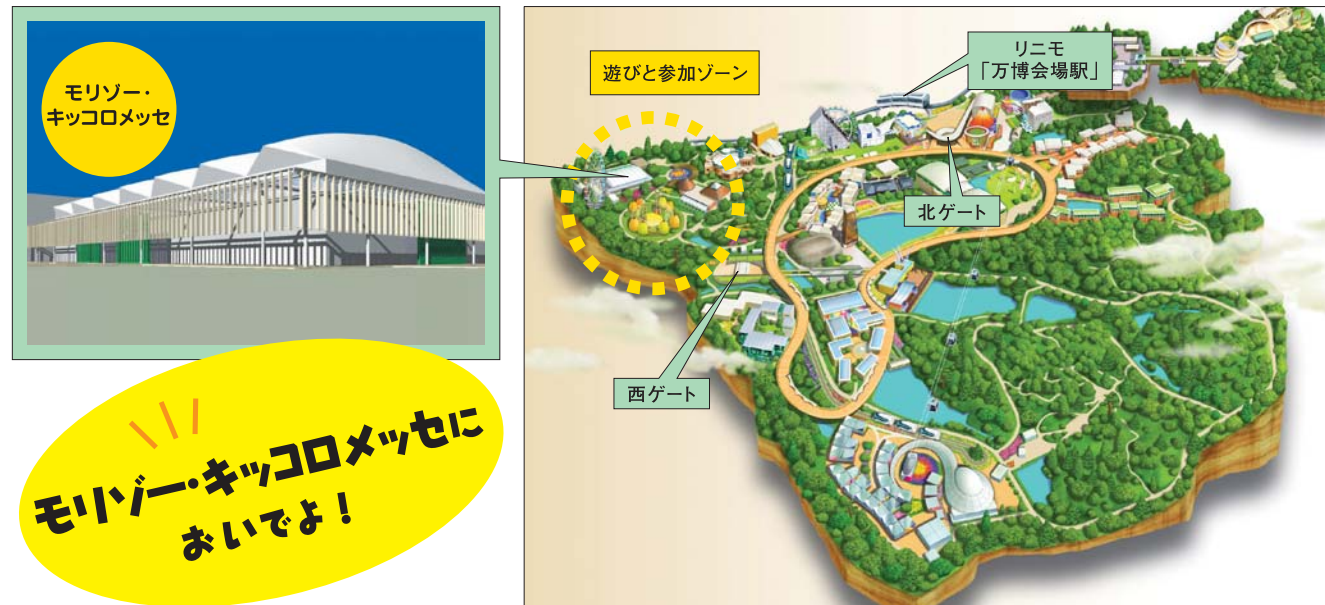 モリゾー・
キッコロメッセ
遊びと参加ゾーン
リニモ
「万博会場駅」
北ゲート
西ゲート
モリゾー・キッコロメッセに
おいでよ！